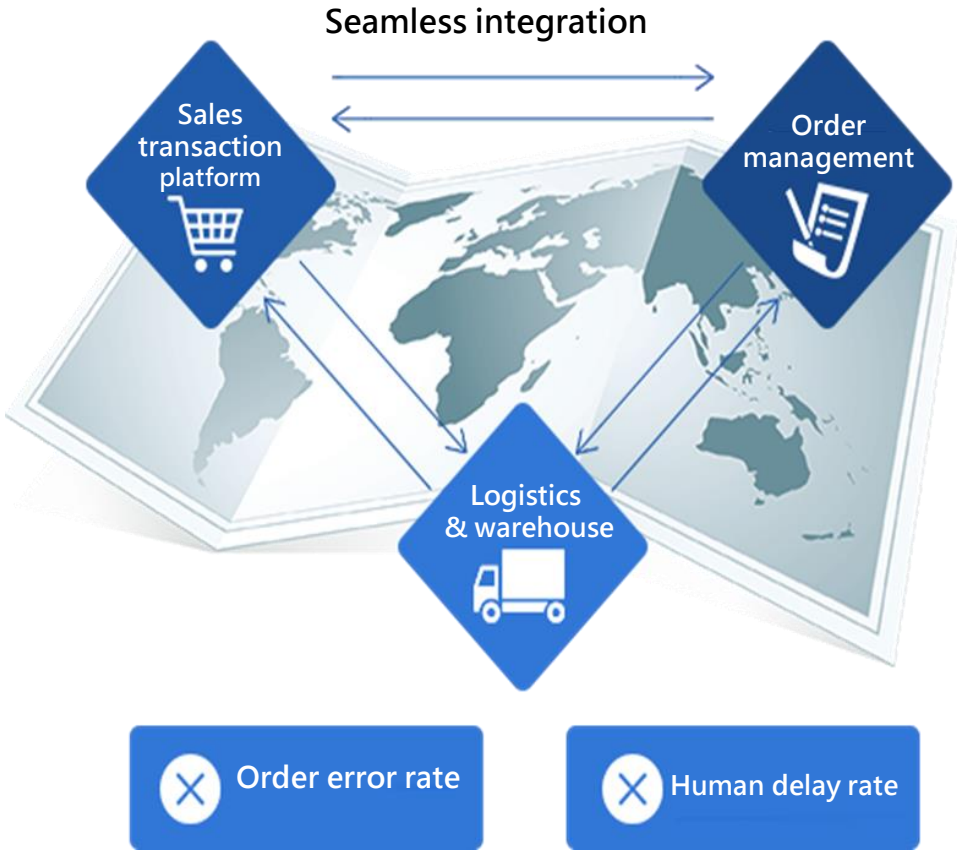 Seamless integration
Sales
transaction
platform
Order
management
Logistics
& warehouse
Order error rate
Human delay rate